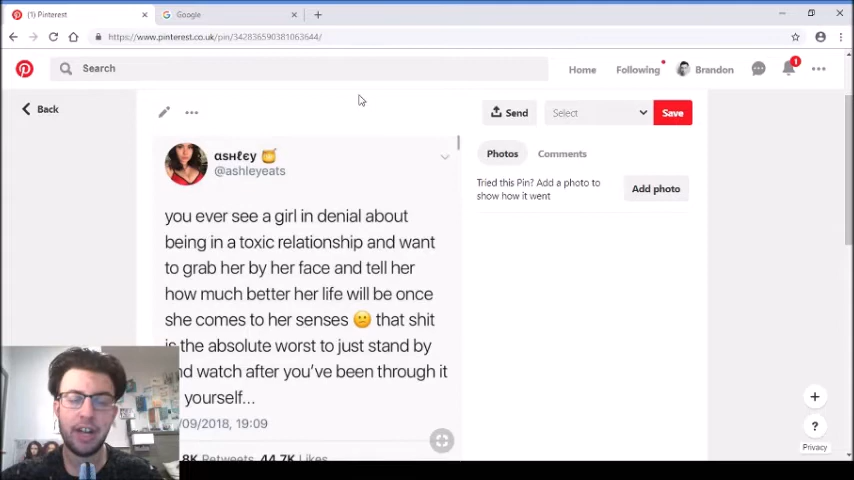 (1) Pinterest
Google
https://www.pinterest.co.uk/pin/342836590381063644/
Search
Home
Following
Brandon
1
Back
Send
Select
Save
αѕнℓєу
@ashleyeats
Photos
Comments
Tried this Pin? Add a photo to
show how it went
Add photo
you ever see a girl in denial about
being in a toxic relationship and want
to grab her by her face and tell her
how much better her life will be once
she comes to her senses 😕 that shit
is the absolute worst to just stand by
and watch after you've been through it
yourself...
/09/2018, 19:09
8K Retweets 44.7K Likes
?
Privacy